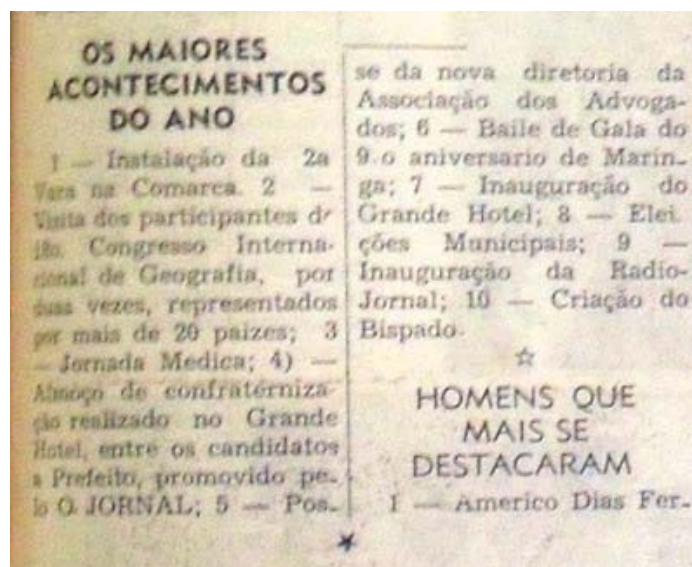 OS MAIORES
ACONTECIMENTOS
DO ANO
1 — Instalação da 2a
Vara na Comarca. 2 —
Visita dos participantes do
Congresso Interna-
cional de Geografia, por
duas vezes, representados
por mais de 20 paizes; 3
— Jornada Medica; 4) —
Almoço de confraterniza-
ção realizado no Grande
Hotel, entre os candidatos
a Prefeito, promovido pe-
lo O JORNAL; 5 — Pos-
se da nova diretoria da
Associação dos Advoga-
dos; 6 — Baile de Gala do
9.o aniversario de Marin-
ga; 7 — Inauguração do
Grande Hotel; 8 — Elei
ções Municipais; 9 —
Inauguração da Radio-
Jornal; 10 — Criação do
Bispado.
HOMENS QUE
MAIS SE
DESTACARAM
1 — Americo Dias Fer-